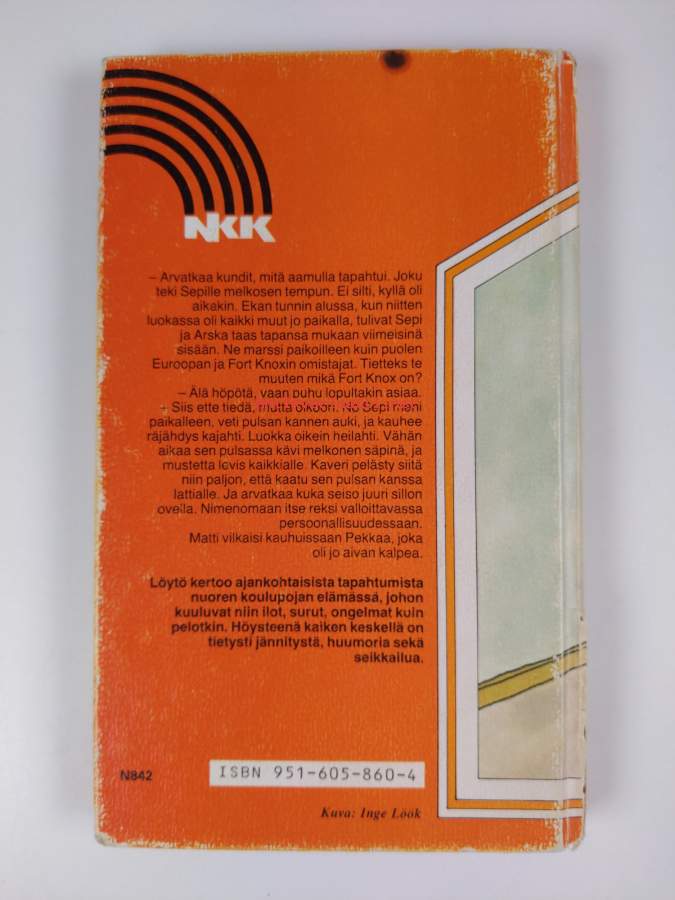 NKK
– Arvatkaa kundit, mitä aamulla tapahtui. Joku
teki Sepille melkosen tempun. Ei silti, kyllä oli
aikakin. Ekan tunnin alussa, kun niitten
luokassa oli kaikki muut jo paikalla, tulivat Sepi
ja Arska taas tapansa mukaan viimeisinä
sisään. Ne marssi paikoilleen kuin puolen
Euroopan ja Fort Knoxin omistajat. Tietteks te
muuten mikä Fort Knox on?
– Älä höpötä, vaan puhu lopultakin asiaa.
– Siis ette tiedä, mutta olkoon. No Sepi meni
paikalleen, veti pulsan kannen auki, ja kauhee
räjähdys kajahti. Luokka oikein heilahti. Vähän
aikaa sen pulsassa kävi melkonen säpinä, ja
mustetta levis kaikkialle. Kaveri pelästy siitä
niin paljon, että kaatu sen pulsan kanssa
lattialle. Ja arvatkaa kuka seiso juuri sillon
ovella. Nimenomaan itse reksi valloittavassa
persoonallisuudessaan.
Matti vilkaisi kauhuissaan Pekkaa, joka
oli jo aivan kalpea.
Löytö kertoo ajankohtaisista tapahtumista
nuoren koulupojan elämässä, johon
kuuluvat niin ilot, surut, ongelmat kuin
pelotkin. Höysteenä kaiken keskellä on
tietysti jännitystä, huumoria sekä
seikkailua.
N842
ISBN 951-605-860-4
Kuva: Inge Löök